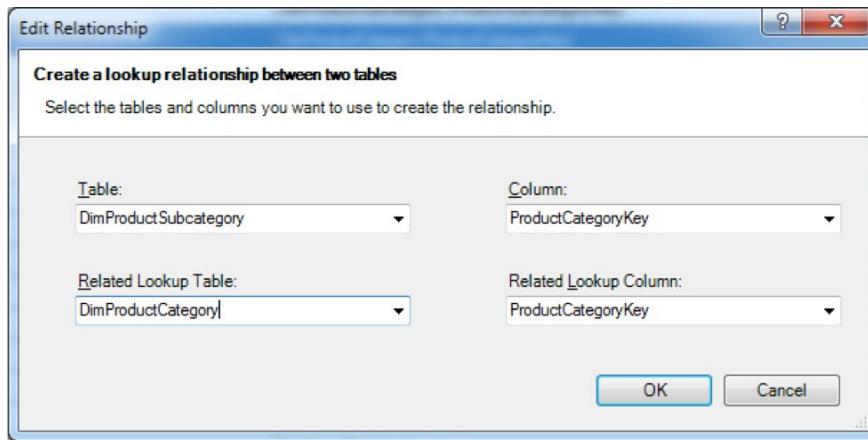 Edit Relationship
?
Create a lookup relationship between two tables
Select the tables and columns you want to use to create the relationship.
Table: Column:
DimProductSubcategory ProductCategoryKey
Related Lookup Table: Related Lookup Column:
DimProductCategory ProductCategoryKey
OK Cancel